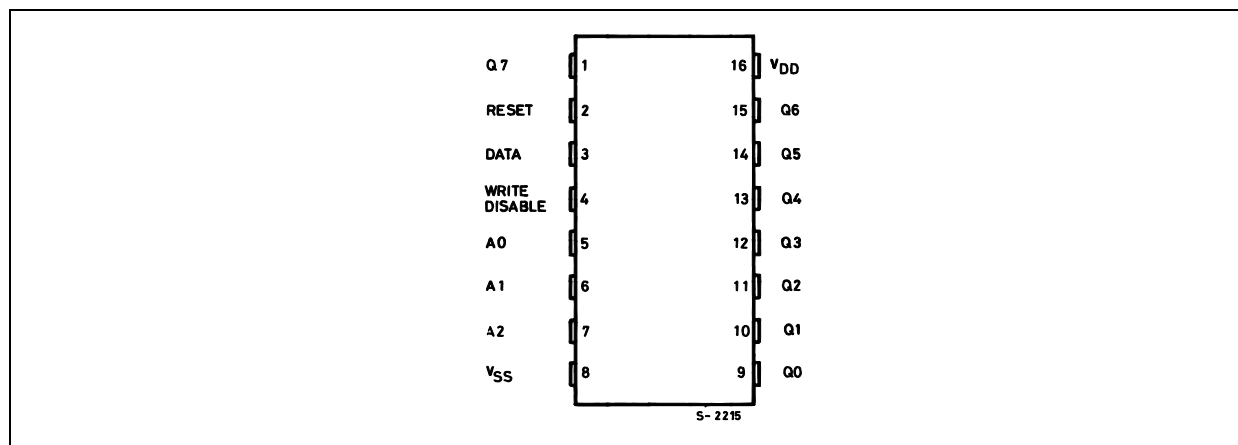 Q7 1 16 VDD
RESET 2 15 Q6
DATA 3 14 Q5
WRITE
DISABLE 4 13 Q4
A0 5 12 Q3
A1 6 11 Q2
A2 7 10 Q1
VSS 8 9 Q0
S-2215